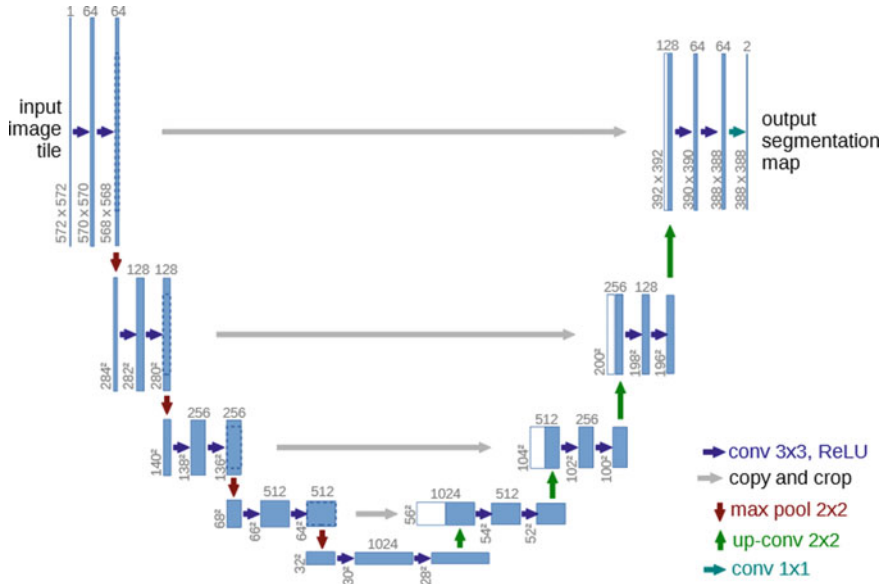 1 64 64
input
image
tile
572 x 572
570 x 570
568 x 568
128 64 64 2
output
segmentation
map
392 x 392
390 x 390
388 x 388
388 x 388
128 128
284²
282²
280²
256 128
200²
198²
196²
256 256
140²
138²
136²
512 256
104²
102²
100²
512 512
68²
66²
64²
1024 512
56²
54²
52²
1024
32²
30²
28²
conv 3x3, ReLU
copy and crop
max pool 2x2
up-conv 2x2
conv 1x1